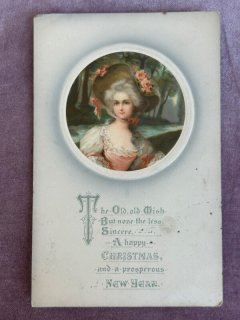 The Old, old Wish
But none the less
Sincere,
A happy
CHRISTMAS,
and a prosperous
NEW YEAR.